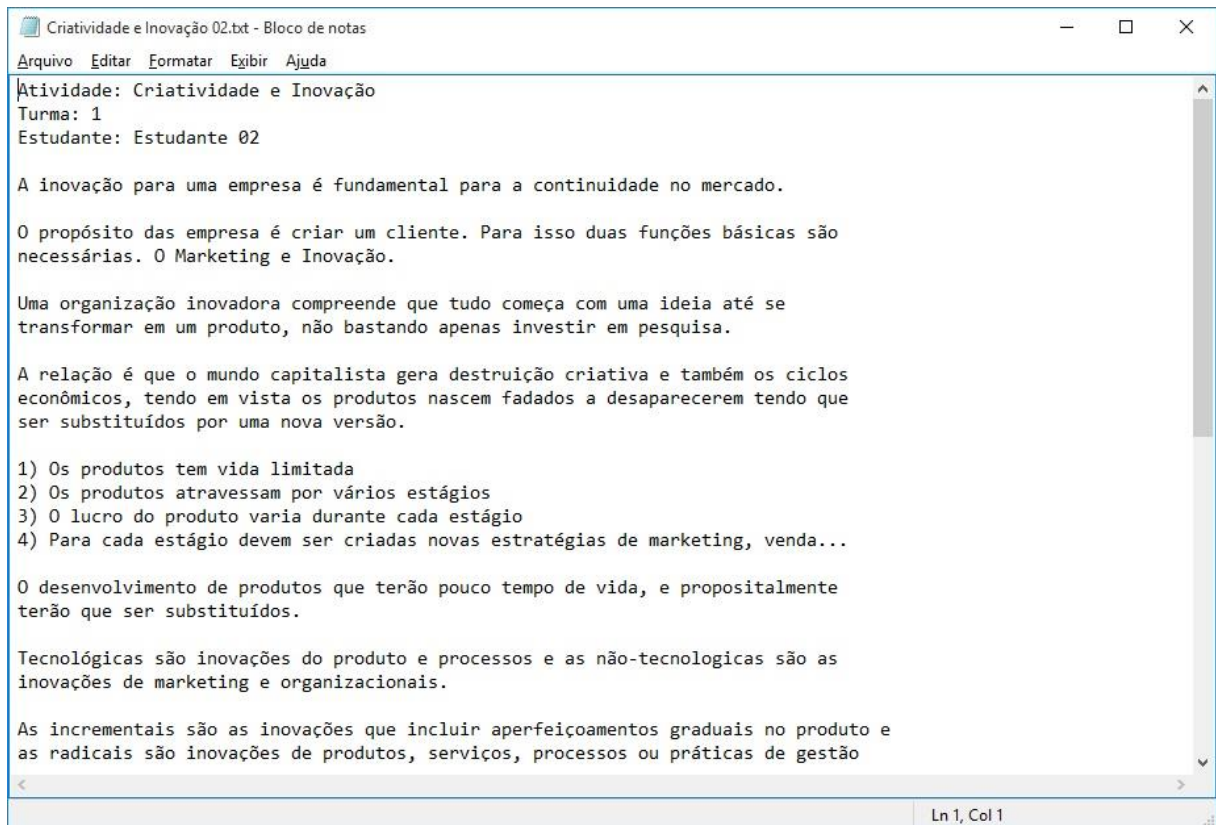 Criatividade e Inovação 02.txt - Bloco de notas
Arquivo Editar Formatar Exibir Ajuda
Atividade: Criatividade e Inovação
Turma: 1
Estudante: Estudante 02
A inovação para uma empresa é fundamental para a continuidade no mercado.
O propósito das empresa é criar um cliente. Para isso duas funções básicas são
necessárias. O Marketing e Inovação.
Uma organização inovadora compreende que tudo começa com uma ideia até se
transformar em um produto, não bastando apenas investir em pesquisa.
A relação é que o mundo capitalista gera destruição criativa e também os ciclos
econômicos, tendo em vista os produtos nascem fadados a desaparecerem tendo que
ser substituídos por uma nova versão.
1) Os produtos tem vida limitada
2) Os produtos atravessam por vários estágios
3) O lucro do produto varia durante cada estágio
4) Para cada estágio devem ser criadas novas estratégias de marketing, venda...
O desenvolvimento de produtos que terão pouco tempo de vida, e propositalmente
terão que ser substituídos.
Tecnológicas são inovações do produto e processos e as não-tecnologicas são as
inovações de marketing e organizacionais.
As incrementais são as inovações que incluir aperfeiçoamentos graduais no produto e
as radicais são inovações de produtos, serviços, processos ou práticas de gestão
Ln 1, Col 1